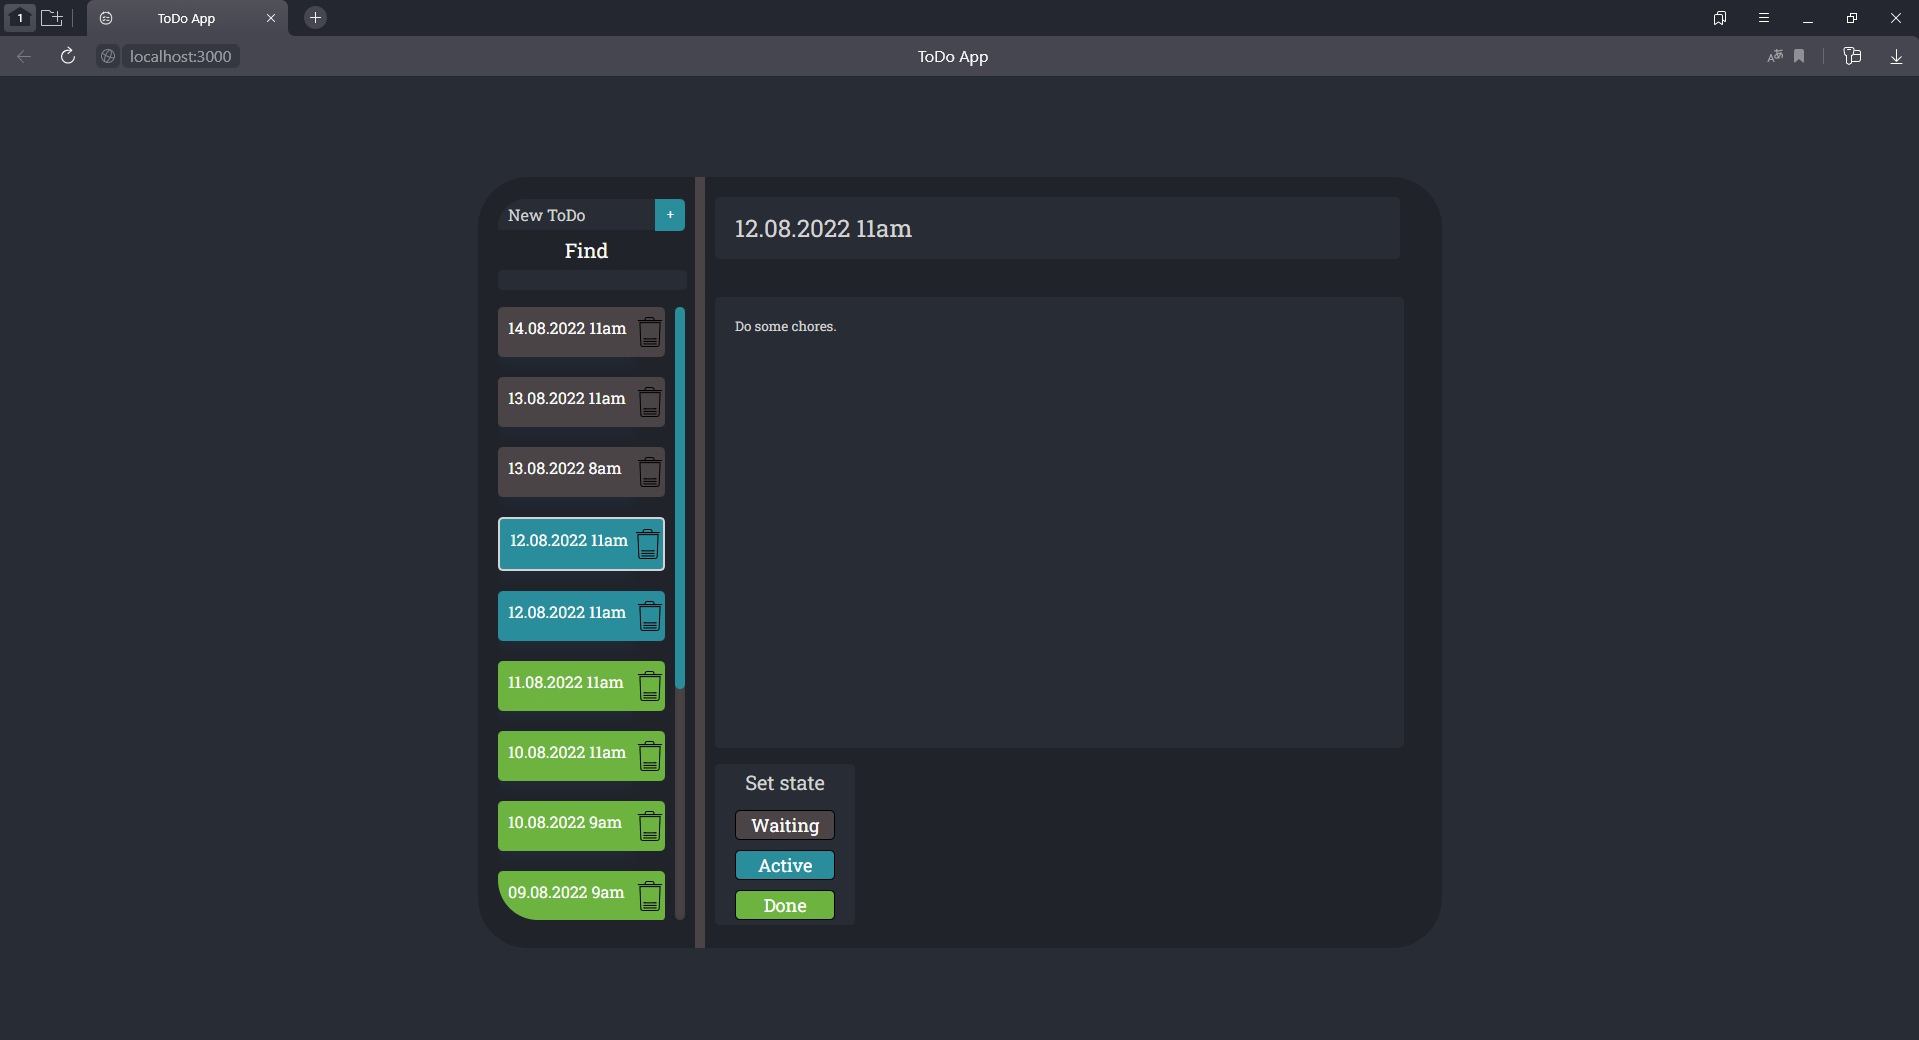 1
ToDo App
localhost:3000
ToDo App
New ToDo +
Find
14.08.2022 11am
13.08.2022 11am
13.08.2022 8am
12.08.2022 11am
12.08.2022 11am
11.08.2022 11am
10.08.2022 11am
10.08.2022 9am
09.08.2022 9am
12.08.2022 11am
Do some chores.
Set state
Waiting
Active
Done